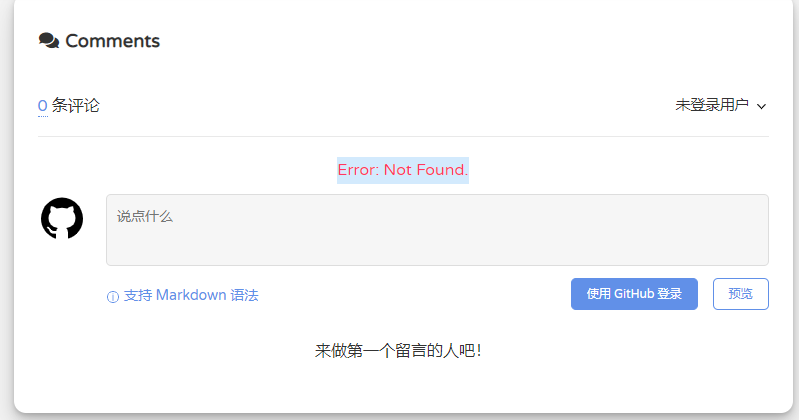 Comments
0 条评论
未登录用户
Error: Not Found.
说点什么
支持 Markdown 语法
使用 GitHub 登录
预览
来做第一个留言的人吧!